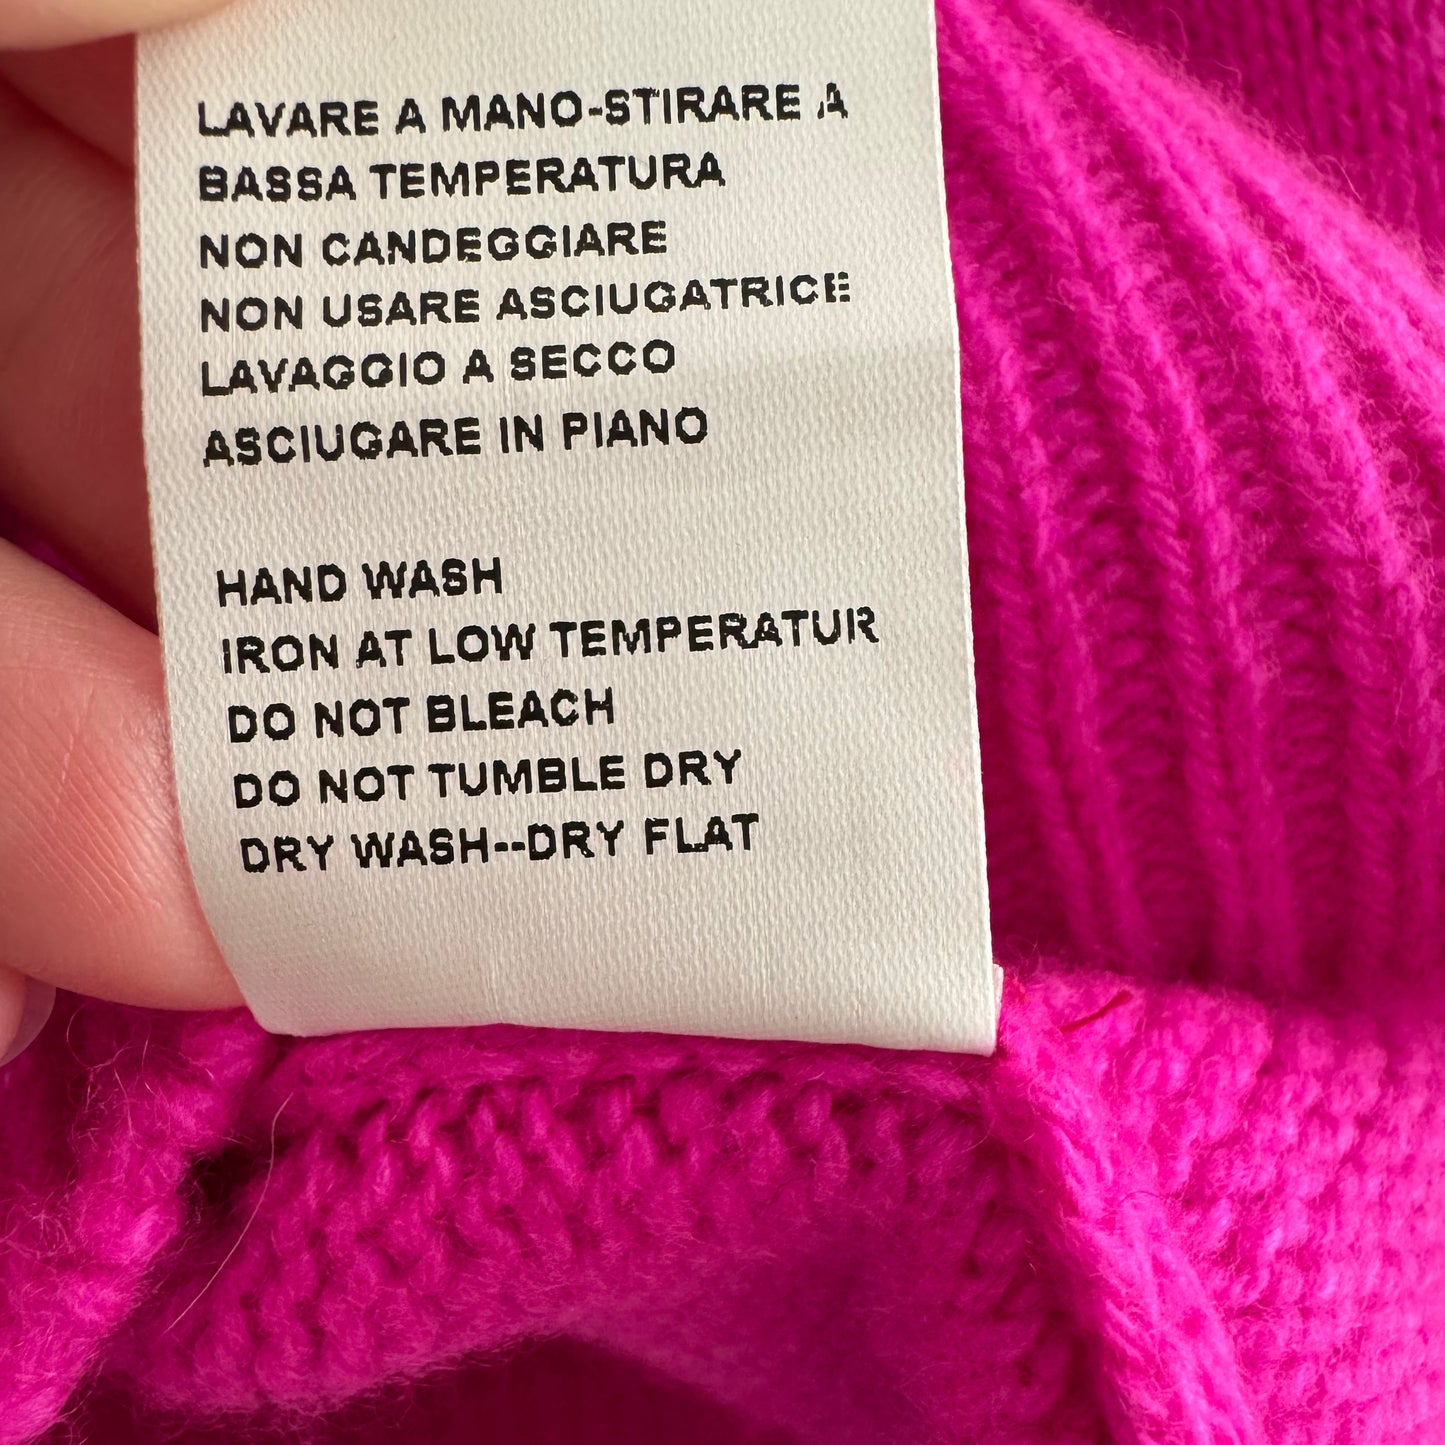 LAVARE A MANO-STIRARE A
BASSA TEMPERATURA
NON CANDEGGIARE
NON USARE ASCIUGATRICE
LAVAGGIO A SECCO
ASCIUGARE IN PIANO
HAND WASH
IRON AT LOW TEMPERATUR
DO NOT BLEACH
DO NOT TUMBLE DRY
DRY WASH--DRY FLAT